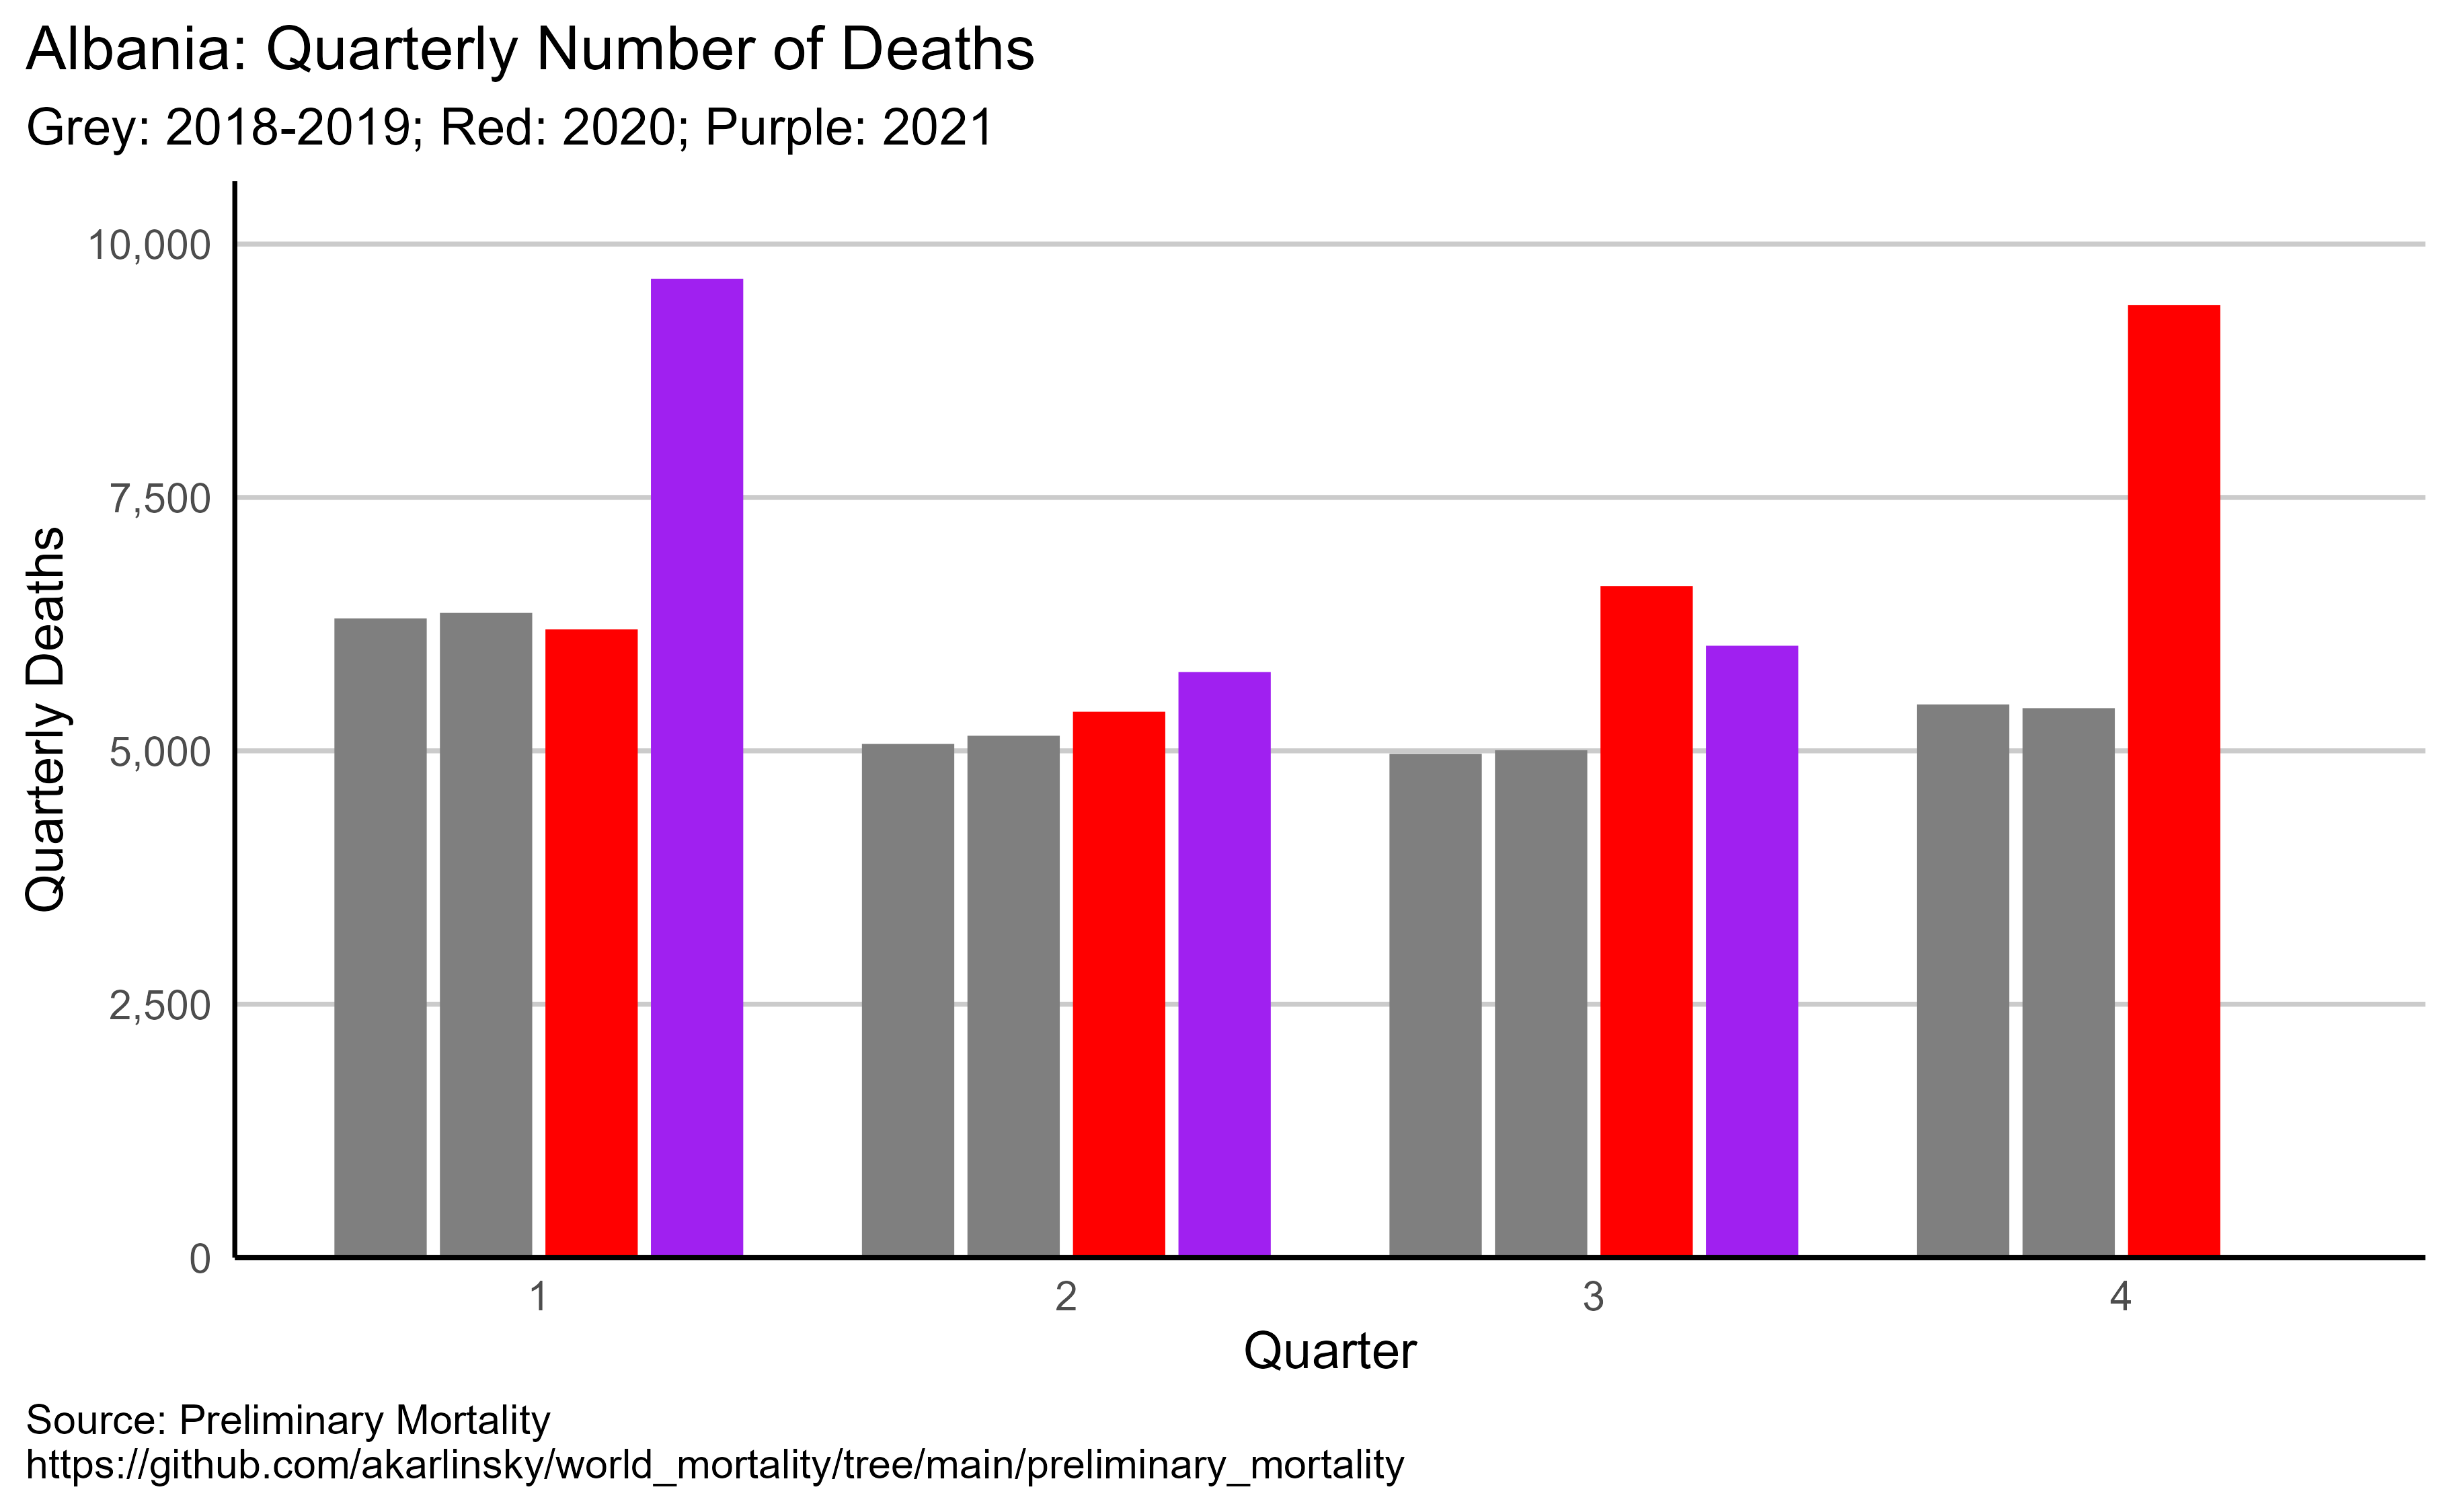 Albania: Quarterly Number of Deaths
Grey: 2018-2019; Red: 2020; Purple: 2021
Quarterly Deaths
10,000
7,500
5,000
2,500
0
1
2
3
4
Quarter
Source: Preliminary Mortality
https://github.com/akarlinsky/world_mortality/tree/main/preliminary_mortality